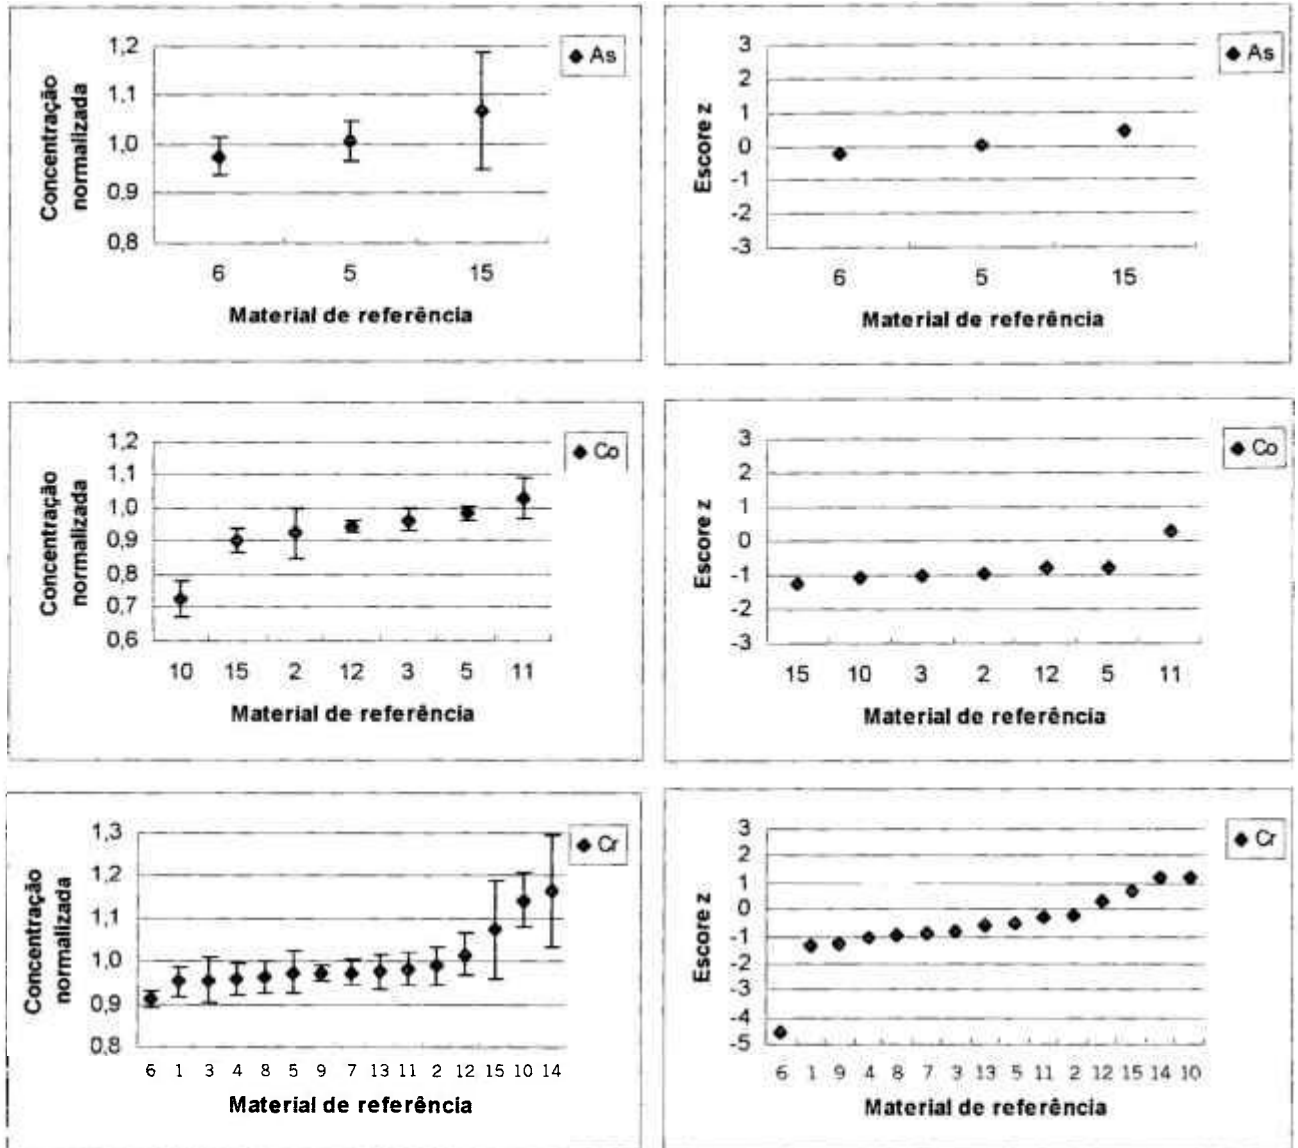 1,2
1,1
1,0
0,9
0,8
Concentração
normalizada
As
6 5 15
Material de referência
3
2
1
0
-1
-2
-3
Escore z
As
6 5 15
Material de referência
1,2
1,1
1,0
0,9
0,8
0,7
0,6
Concentração
normalizada
Co
10 15 2 12 3 5 11
Material de referência
3
2
1
0
-1
-2
-3
Escore z
Co
15 10 3 2 12 5 11
Material de referência
1,3
1,2
1,1
1,0
0,9
0,8
Concentração
normalizada
Cr
6 1 3 4 8 5 9 7 13 11 2 12 15 10 14
Material de referência
3
2
1
0
-1
-2
-3
-4
-5
Escore z
Cr
6 1 9 4 8 7 3 13 5 11 2 12 15 14 10
Material de referência